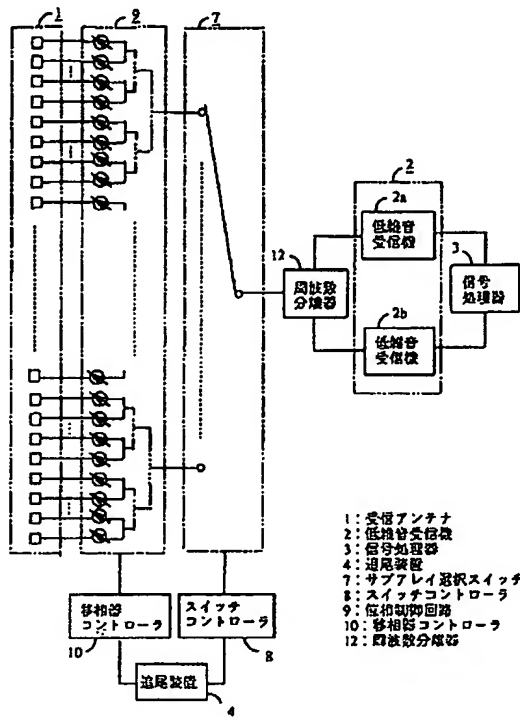 1
9
7
2
2a
低雑音
受信機
12
周波数
分離器
3
信号
処理器
2b
低雑音
受信機
移相器
コントローラ
10
スイッチ
コントローラ
8
追尾装置
4
1：受信アンテナ
2：低雑音受信機
3：信号処理器
4：追尾装置
7：サブアレイ選択スイッチ
8：スイッチコントローラ
9：位相制御回路
10：移相器コントローラ
12：周波数分離器